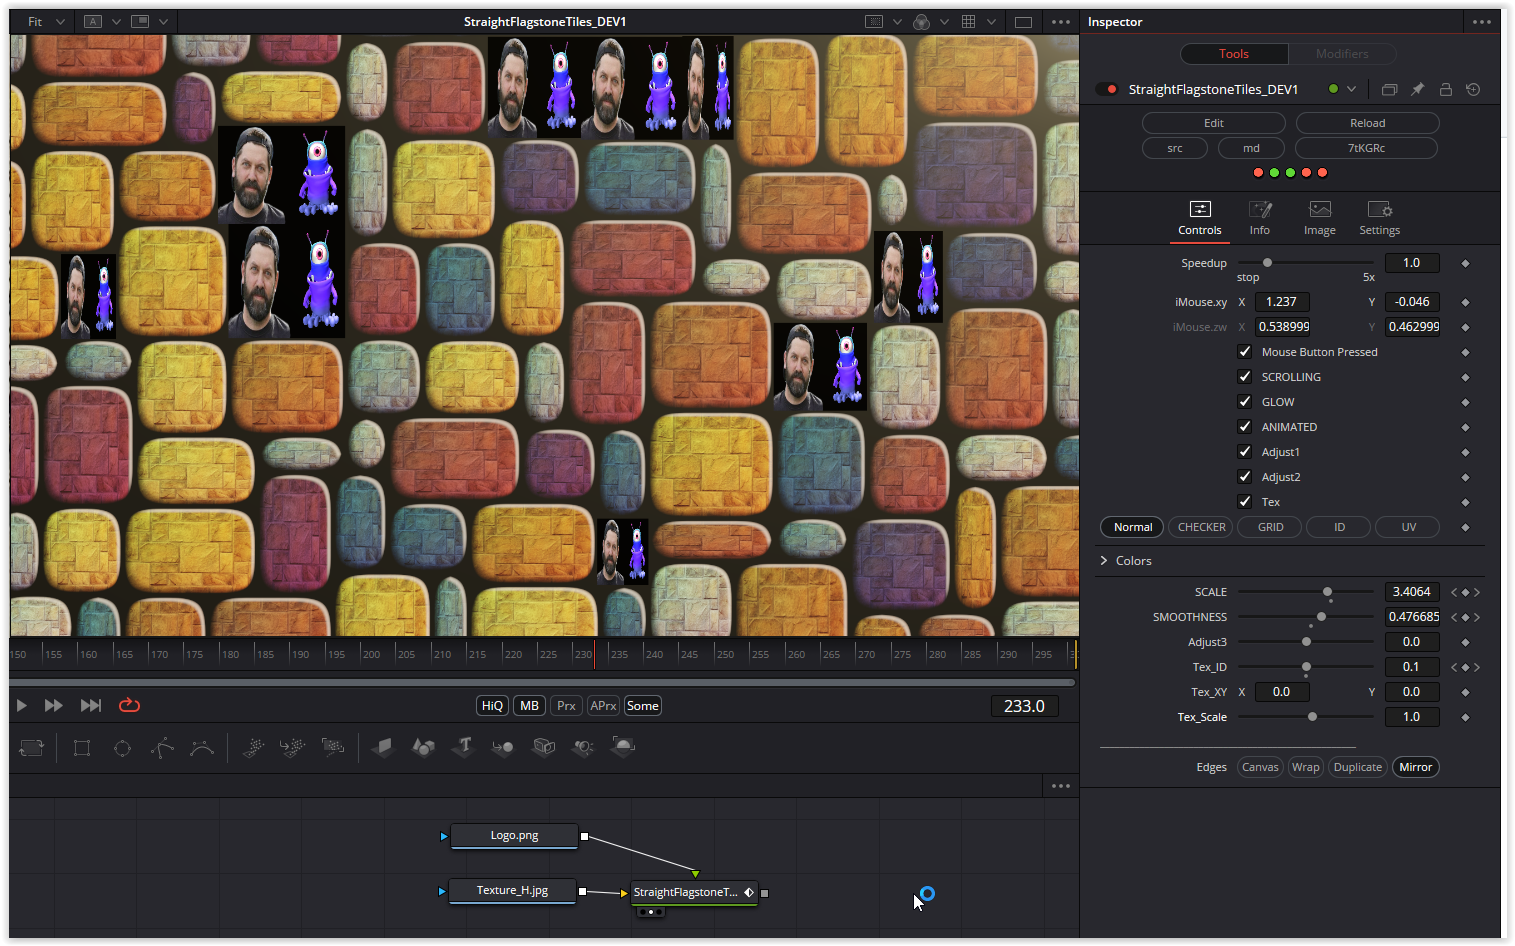 Fit A StraightFlagstoneTiles_DEV1
Inspector
Tools Modifiers
StraightFlagstoneTiles_DEV1
Edit Reload
src md 7tKGRc
Controls Info Image Settings
Speedup 1.0
stop 5x
iMouse.xy X 1.237 Y -0.046
iMouse.zw X 0.538999 Y 0.462999
Mouse Button Pressed
SCROLLING
GLOW
ANIMATED
Adjust1
Adjust2
Tex
Normal CHECKER GRID ID UV
Colors
SCALE 3.4064
SMOOTHNESS 0.476685
Adjust3 0.0
Tex_ID 0.1
Tex_XY X 0.0 Y 0.0
Tex_Scale 1.0
Edges Canvas Wrap Duplicate Mirror
150 155 160 165 170 175 180 185 190 195 200 205 210 215 220 225 230 235 240 245 250 255 260 265 270 275 280 285 290 295
HiQ MB Prx APrx Some 233.0
Logo.png
Texture_H.jpg StraightFlagstoneT...